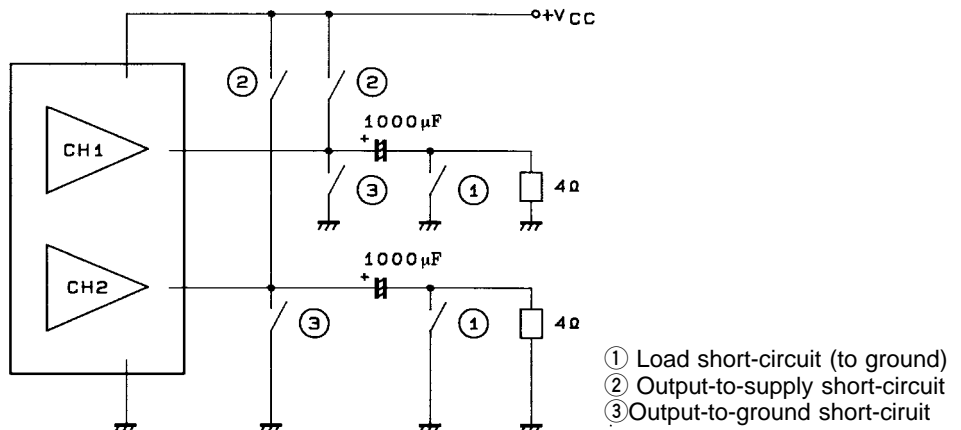 +VCC
② ②
1000µF
+
CH1
③ ① 4Ω
1000µF
+
CH2
③ ① 4Ω
① Load short-circuit (to ground)
② Output-to-supply short-circuit
③Output-to-ground short-ciruit